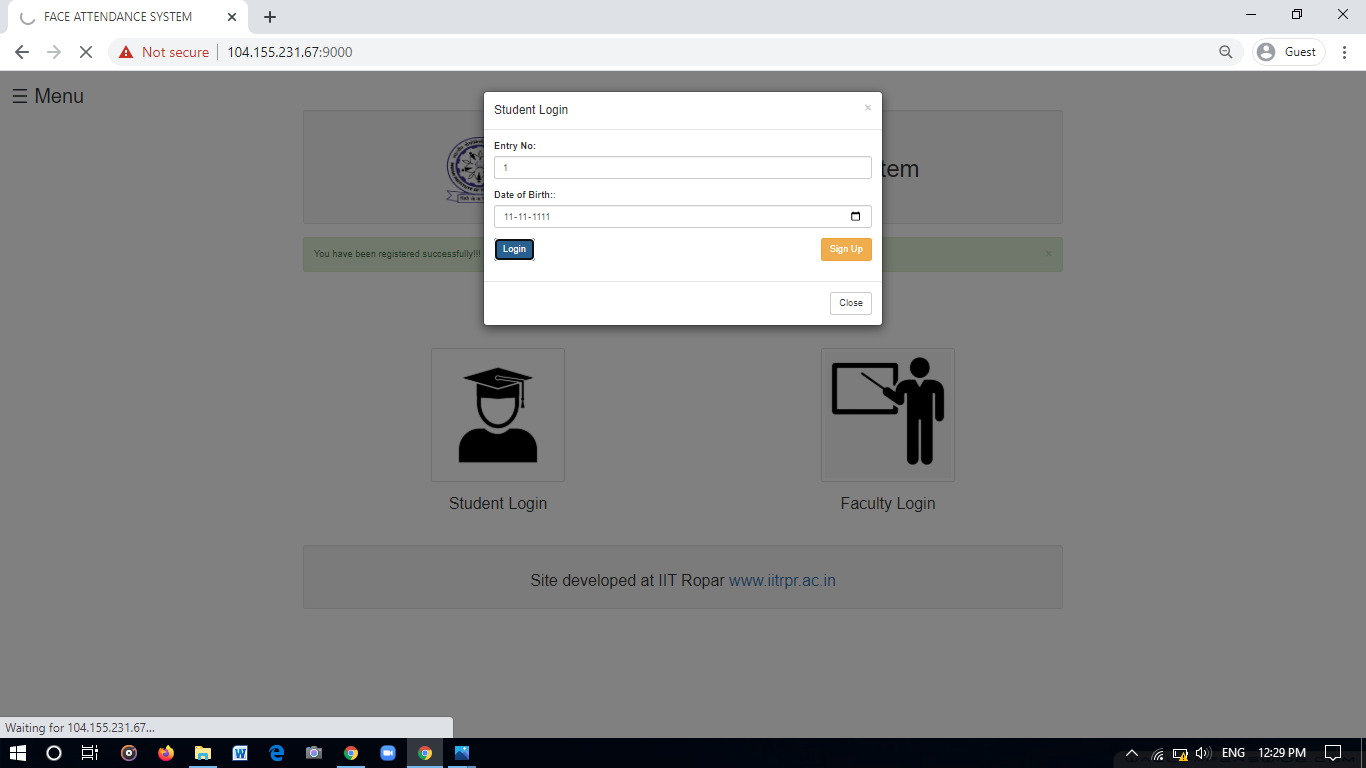 FACE ATTENDANCE SYSTEM
Not secure
104.155.231.67:9000
Guest
☰ Menu
Student Login
×
Entry No:
1
tem
Date of Birth::
11-11-1111
Login
Sign Up
You have been registered successfully!!!
×
Close
Student Login
Faculty Login
Site developed at IIT Ropar www.iitrpr.ac.in
Waiting for 104.155.231.67...
ENG
12:29 PM